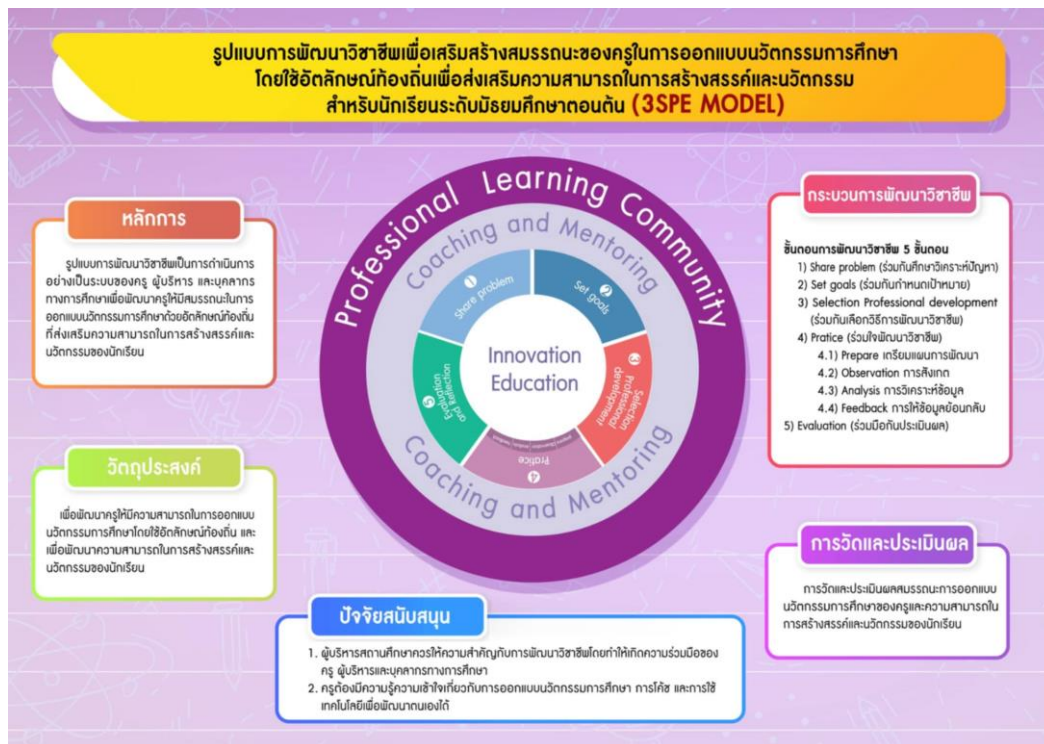 รูปแบบการพัฒนาวิชาชีพเพื่อเสริมสร้างสมรรถนะของครูในการออกแบบนวัตกรรมการศึกษา
โดยใช้อัตลักษณ์ท้องถิ่นเพื่อส่งเสริมความสามารถในการสร้างสรรค์และนวัตกรรม
สำหรับนักเรียนระดับมัธยมศึกษาตอนต้น (3SPE MODEL)
หลักการ
รูปแบบการพัฒนาวิชาชีพเป็นการดำเนินการ
อย่างเป็นระบบของครู ผู้บริหาร และบุคลากร
ทางการศึกษาเพื่อพัฒนาครูให้มีสมรรถนะในการ
ออกแบบนวัตกรรมการศึกษาด้วยอัตลักษณ์ท้องถิ่น
ที่ส่งเสริมความสามารถในการสร้างสรรค์และ
นวัตกรรมของนักเรียน
วัตถุประสงค์
เพื่อพัฒนาครูให้มีความสามารถในการออกแบบ
นวัตกรรมการศึกษาโดยใช้อัตลักษณ์ท้องถิ่น และ
เพื่อพัฒนาความสามารถในการสร้างสรรค์และ
นวัตกรรมของนักเรียน
Professional Learning Community
Coaching and Mentoring
1 Share problem
2 Set goals
3 Selection
Professional
development
4 Pratice
5 Evaluation
and Reflection
Innovation
Education
Coaching and Mentoring
กระบวนการพัฒนาวิชาชีพ
ขั้นตอนการพัฒนาวิชาชีพ 5 ขั้นตอน
1) Share problem (ร่วมกันศึกษาวิเคราะห์ปัญหา)
2) Set goals (ร่วมกันกำหนดเป้าหมาย)
3) Selection Professional development
(ร่วมกันเลือกวิธีการพัฒนาวิชาชีพ)
4) Pratice (ร่วมใจพัฒนาวิชาชีพ)
4.1) Prepare เตรียมแผนการพัฒนา
4.2) Observation การสังเกต
4.3) Analysis การวิเคราะห์ข้อมูล
4.4) Feedback การให้ข้อมูลย้อนกลับ
5) Evaluation (ร่วมมือกันประเมินผล)
การวัดและประเมินผล
การวัดและประเมินผลสมรรถนะการออกแบบ
นวัตกรรมการศึกษาของครูและความสามารถใน
การสร้างสรรค์และนวัตกรรมของนักเรียน
ปัจจัยสนับสนุน
1. ผู้บริหารสถานศึกษาควรให้ความสำคัญกับการพัฒนาวิชาชีพโดยทำให้เกิดความร่วมมือของ
ครู ผู้บริหารและบุคลากรทางการศึกษา
2. ครูต้องมีความรู้ความเข้าใจเกี่ยวกับการออกแบบนวัตกรรมการศึกษา การโค้ช และการใช้
เทคโนโลยีเพื่อพัฒนาตนเองได้